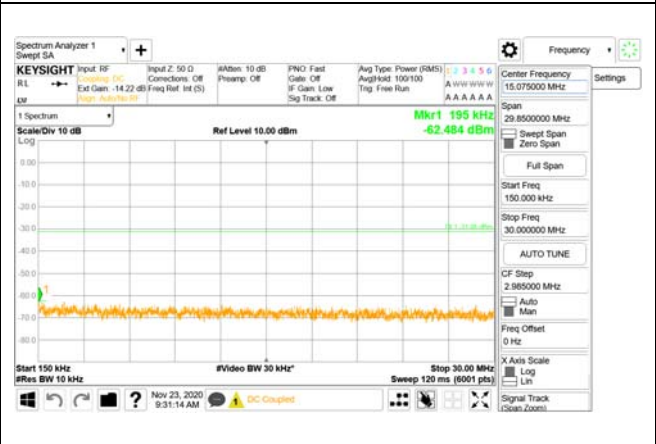 Spectrum Analyzer 1
Swept SA
Frequency
Settings
KEYSIGHT
RL
Input: RF
Coupling: DC
Ext Gain: -14.22 dB
Align: Auto/No RF
Input Z: 50 Ω
Corrections: Off
Freq Ref: Int (S)
#Atten: 10 dB
Preamp: Off
PNO: Fast
Gate: Off
IF Gain: Low
Sig Track: Off
Avg Type: Power (RMS)
Avg|Hold: 100/100
Trig: Free Run
1 2 3 4 5 6
A W W W W W
A A A A A A
1 Spectrum
Scale/Div 10 dB
Log
Ref Level 10.00 dBm
Mkr1 195 kHz
-62.484 dBm
0.00
-10.0
-20.0
-30.0
-40.0
-50.0
-60.0
-70.0
-80.0
1
Start 150 kHz
#Res BW 10 kHz
#Video BW 30 kHz*
Stop 30.00 MHz
Sweep 120 ms (6001 pts)
Center Frequency
15.075000 MHz
Span
29.8500000 MHz
Swept Span
Zero Span
Full Span
Start Freq
150.000 kHz
Stop Freq
30.000000 MHz
AUTO TUNE
CF Step
2.985000 MHz
Auto
Man
Freq Offset
0 Hz
X Axis Scale
Log
Lin
Signal Track
(Span Zoom)
Nov 23, 2020
9:31:14 AM
DC Coupled